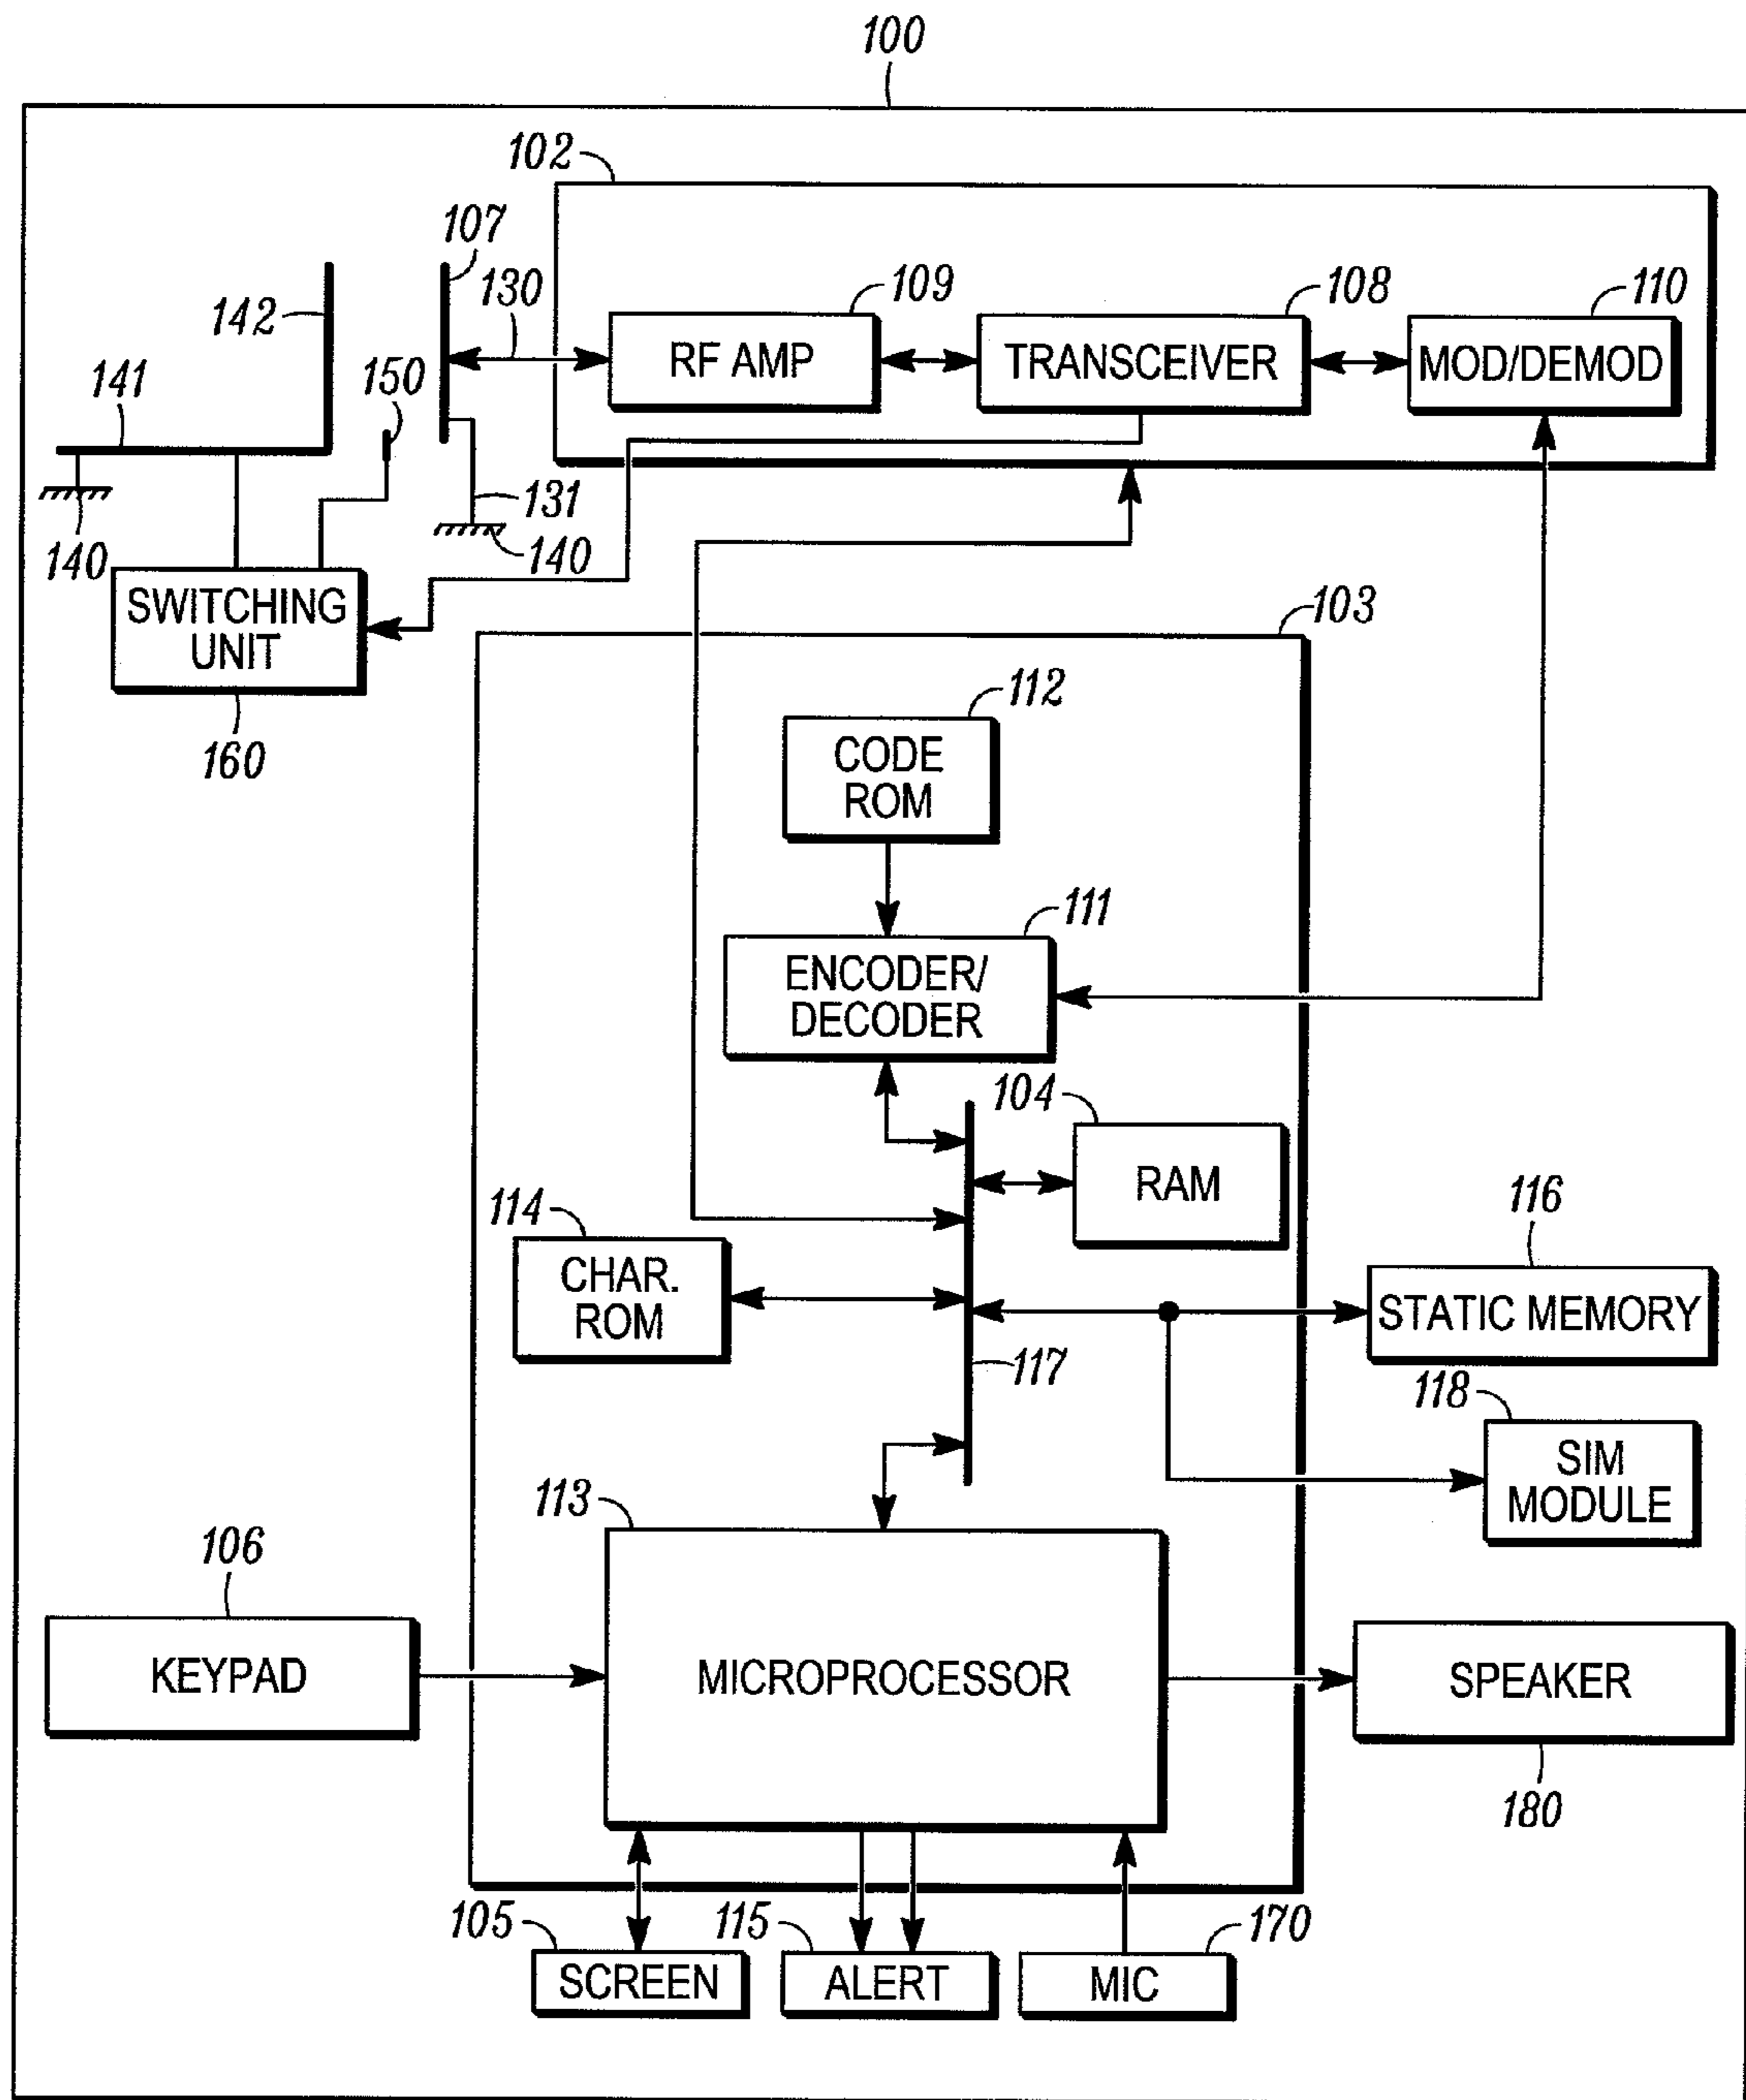 100
102
107
130
109
108
110
142
RF AMP
TRANSCEIVER
MOD/DEMOD
150
141
131
140
140
SWITCHING
UNIT
160
103
112
CODE
ROM
111
ENCODER/
DECODER
104
RAM
114
CHAR.
ROM
116
STATIC MEMORY
117
118
SIM
MODULE
113
106
KEYPAD
MICROPROCESSOR
SPEAKER
180
105
115
170
SCREEN
ALERT
MIC